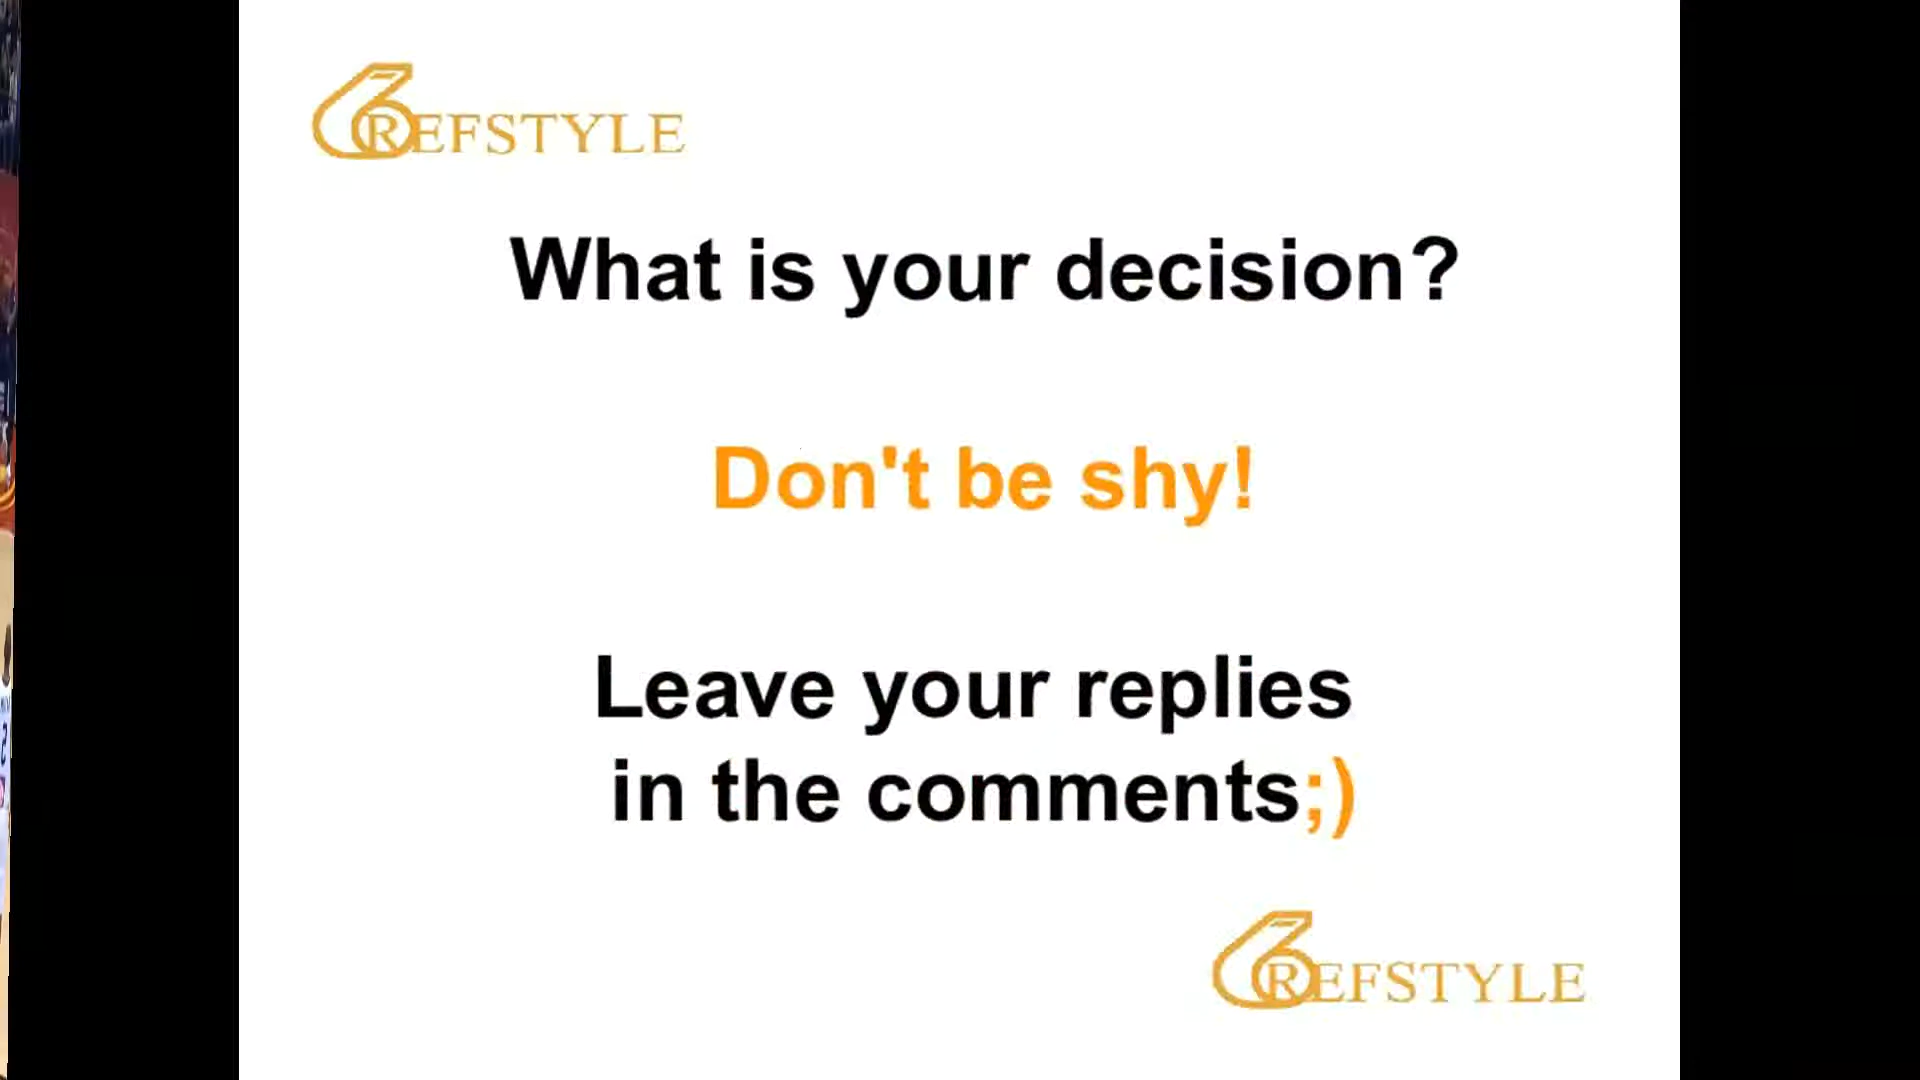 REFSTYLE
What is your decision?
Don't be shy!
Leave your replies
in the comments;)
REFSTYLE